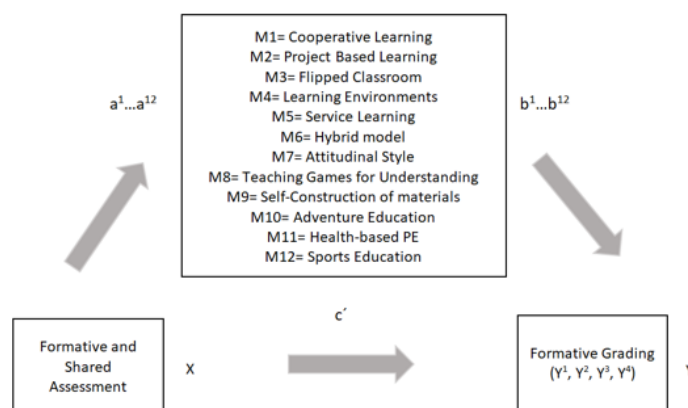 M1= Cooperative Learning
M2= Project Based Learning
M3= Flipped Classroom
M4= Learning Environments
M5= Service Learning
M6= Hybrid model
M7= Attitudinal Style
M8= Teaching Games for Understanding
M9= Self-Construction of materials
M10= Adventure Education
M11= Health-based PE
M12= Sports Education
a¹...a¹²
b¹...b¹²
c´
Formative and
Shared
Assessment
X
Formative Grading
(Y¹, Y², Y³, Y⁴)